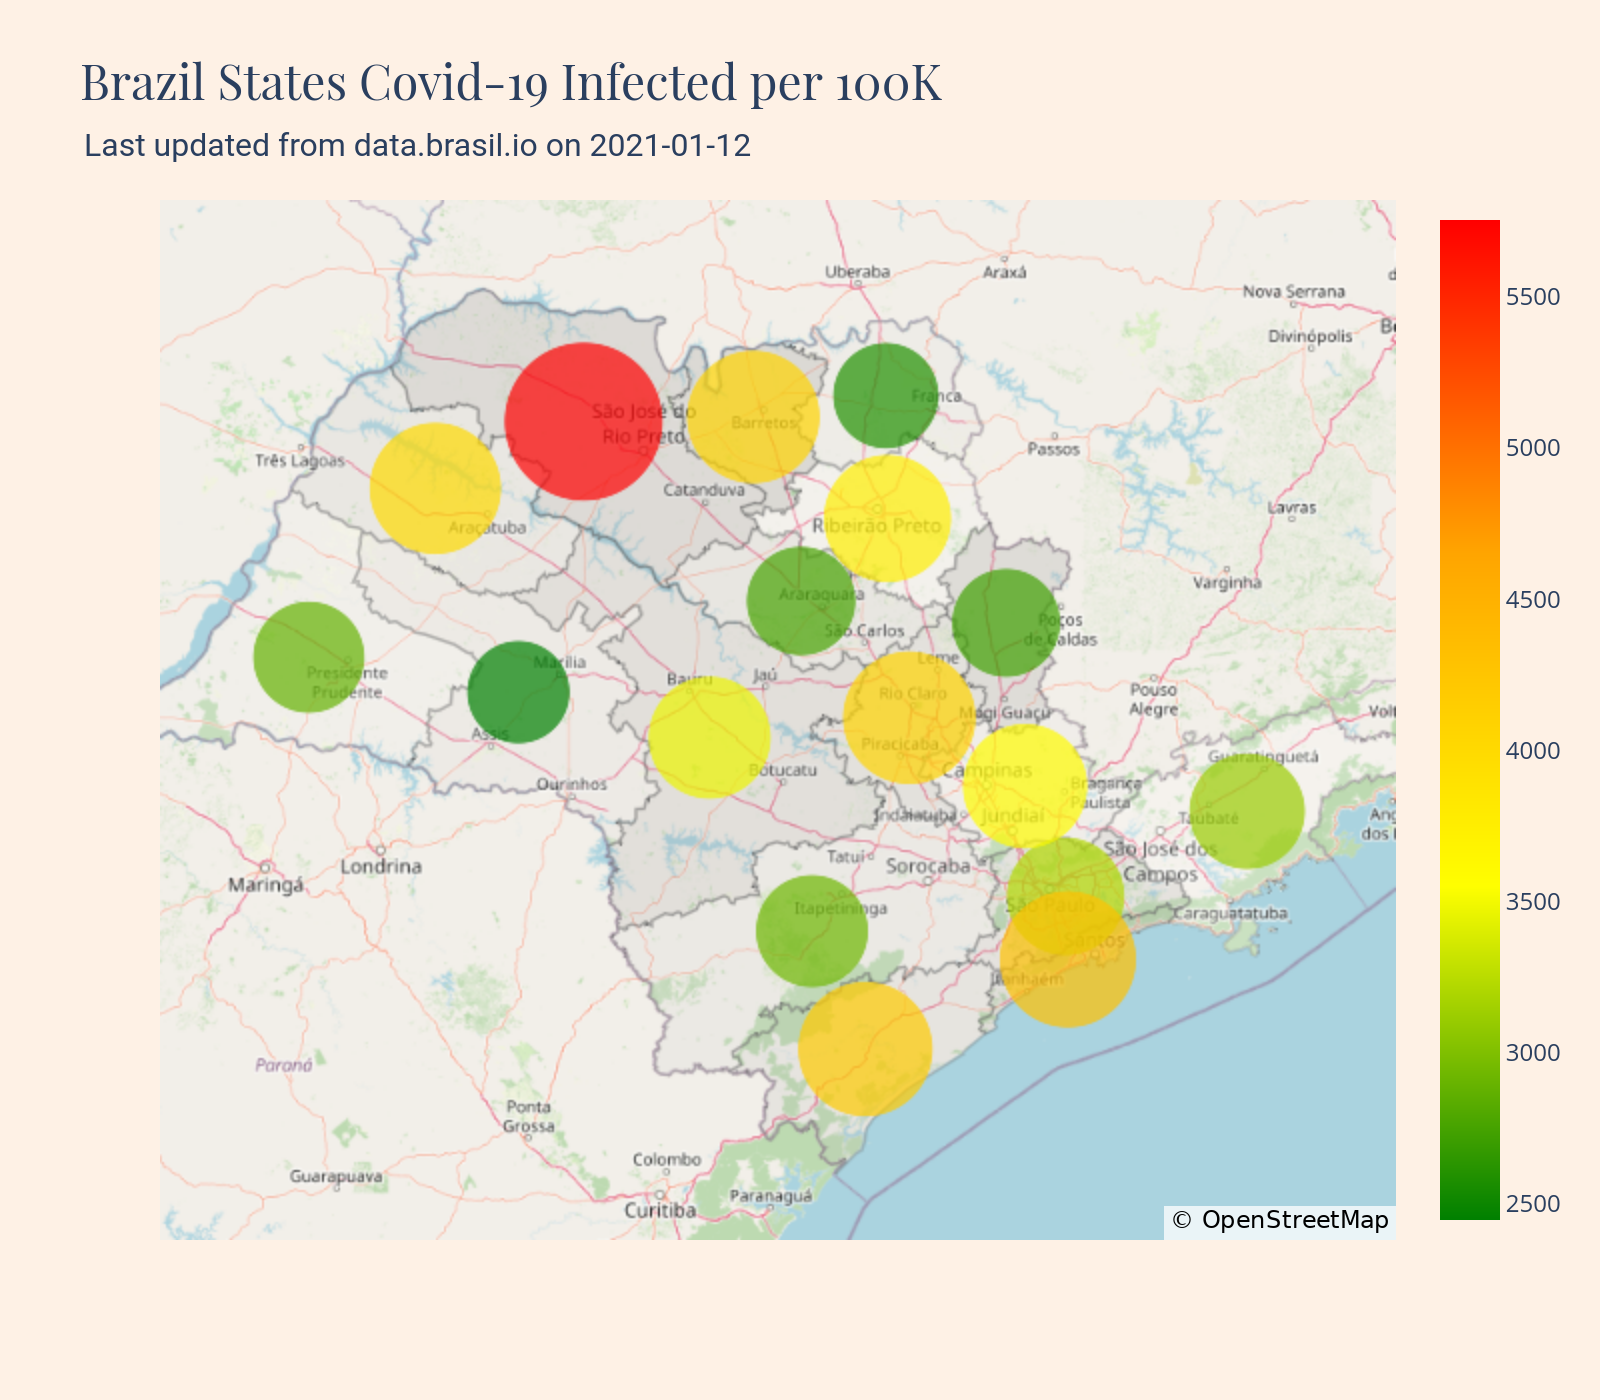 Brazil States Covid-19 Infected per 100K
Last updated from data.brasil.io on 2021-01-12
Uberaba
Araxá
Nova Serrana
Divinópolis
5500
São José do
Rio Preto
Barretos
Franca
Três Lagoas
Passos
5000
Catanduva
Araçatuba
Ribeirão Preto
Lavras
Varginha
4500
Araraquara
São Carlos
Poços
de Caldas
Presidente
Prudente
Marília
Leme
Bauru
Jaú
Rio Claro
Pouso
Alegre
Mogi Guaçu
Assis
Piracicaba
Guaratinguetá
4000
Ourinhos
Botucatu
Campinas
Bragança
Paulista
Indaiatuba
Jundiaí
Taubaté
Londrina
Maringá
Tatuí
Sorocaba
São José dos
Campos
3500
Itapetininga
São Paulo
Caraguatatuba
Santos
Itanhaém
Paraná
3000
Ponta
Grossa
Colombo
Guarapuava
Paranaguá
Curitiba
2500
© OpenStreetMap